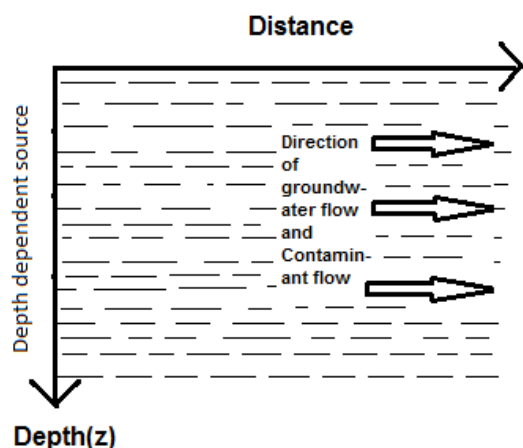 Distance
Depth dependent source
Direction
of
groundw-
ater flow
and
Contamin-
ant flow
Depth(z)